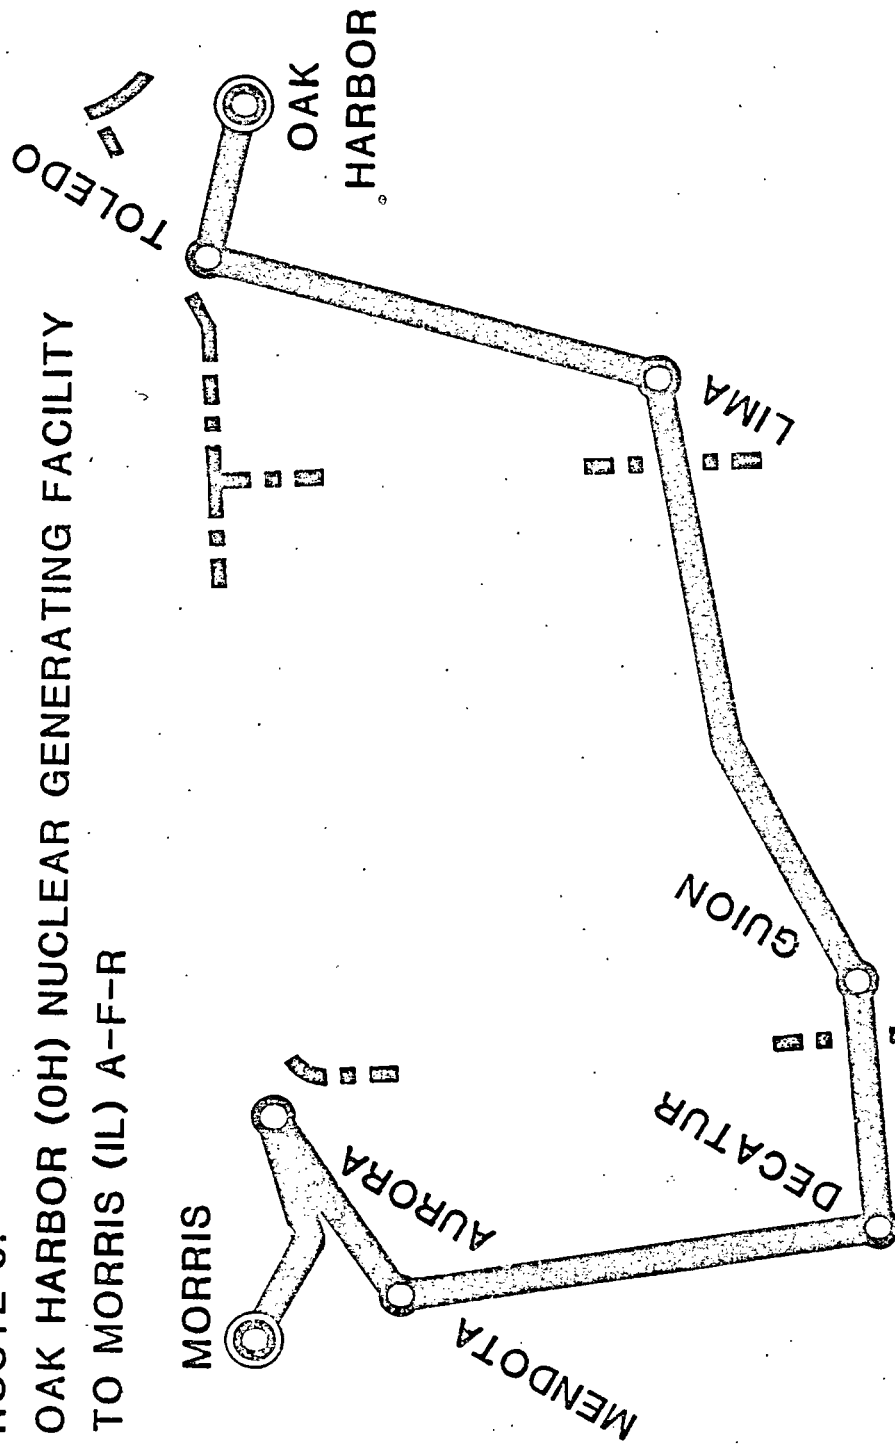 OAK HARBOR (OH) NUCLEAR GENERATING FACILITY
TO MORRIS (IL) A-F-R
MORRIS
AURORA
MENDOTA
DECATUR
GUION
LIMA
TOLEDO
OAK
HARBOR